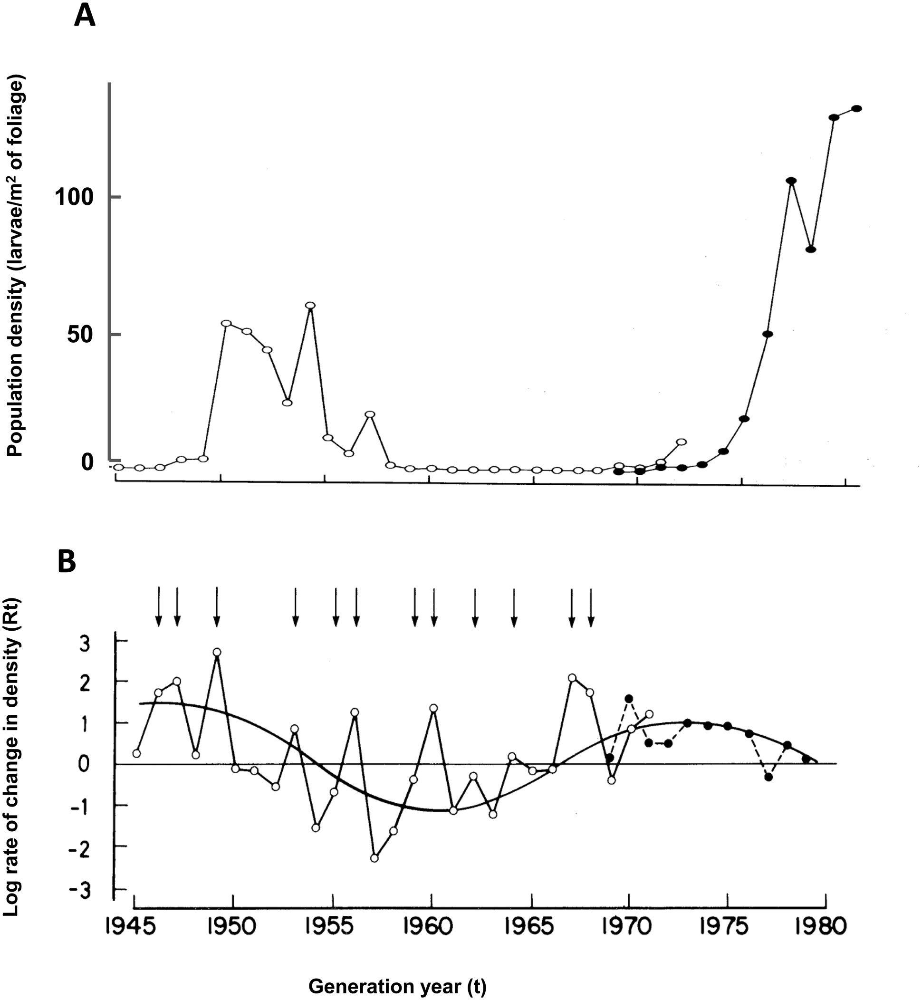 A
Population density (larvae/m² of foliage)
100
50
0
B
Log rate of change in density (Rt)
3
2
1
0
-1
-2
-3
1945 1950 1955 1960 1965 1970 1975 1980
Generation year (t)